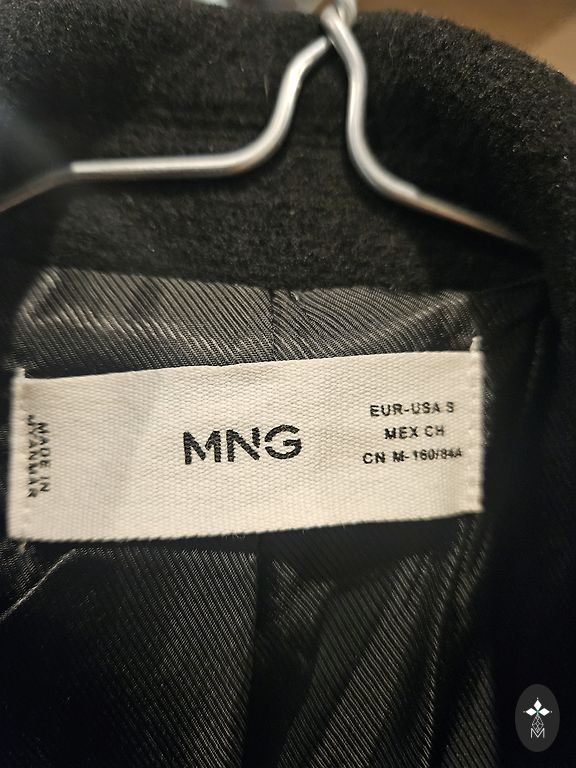 MADE IN
MYANMAR
MNG
EUR-USA S
MEX CH
CN M-160/84A
M